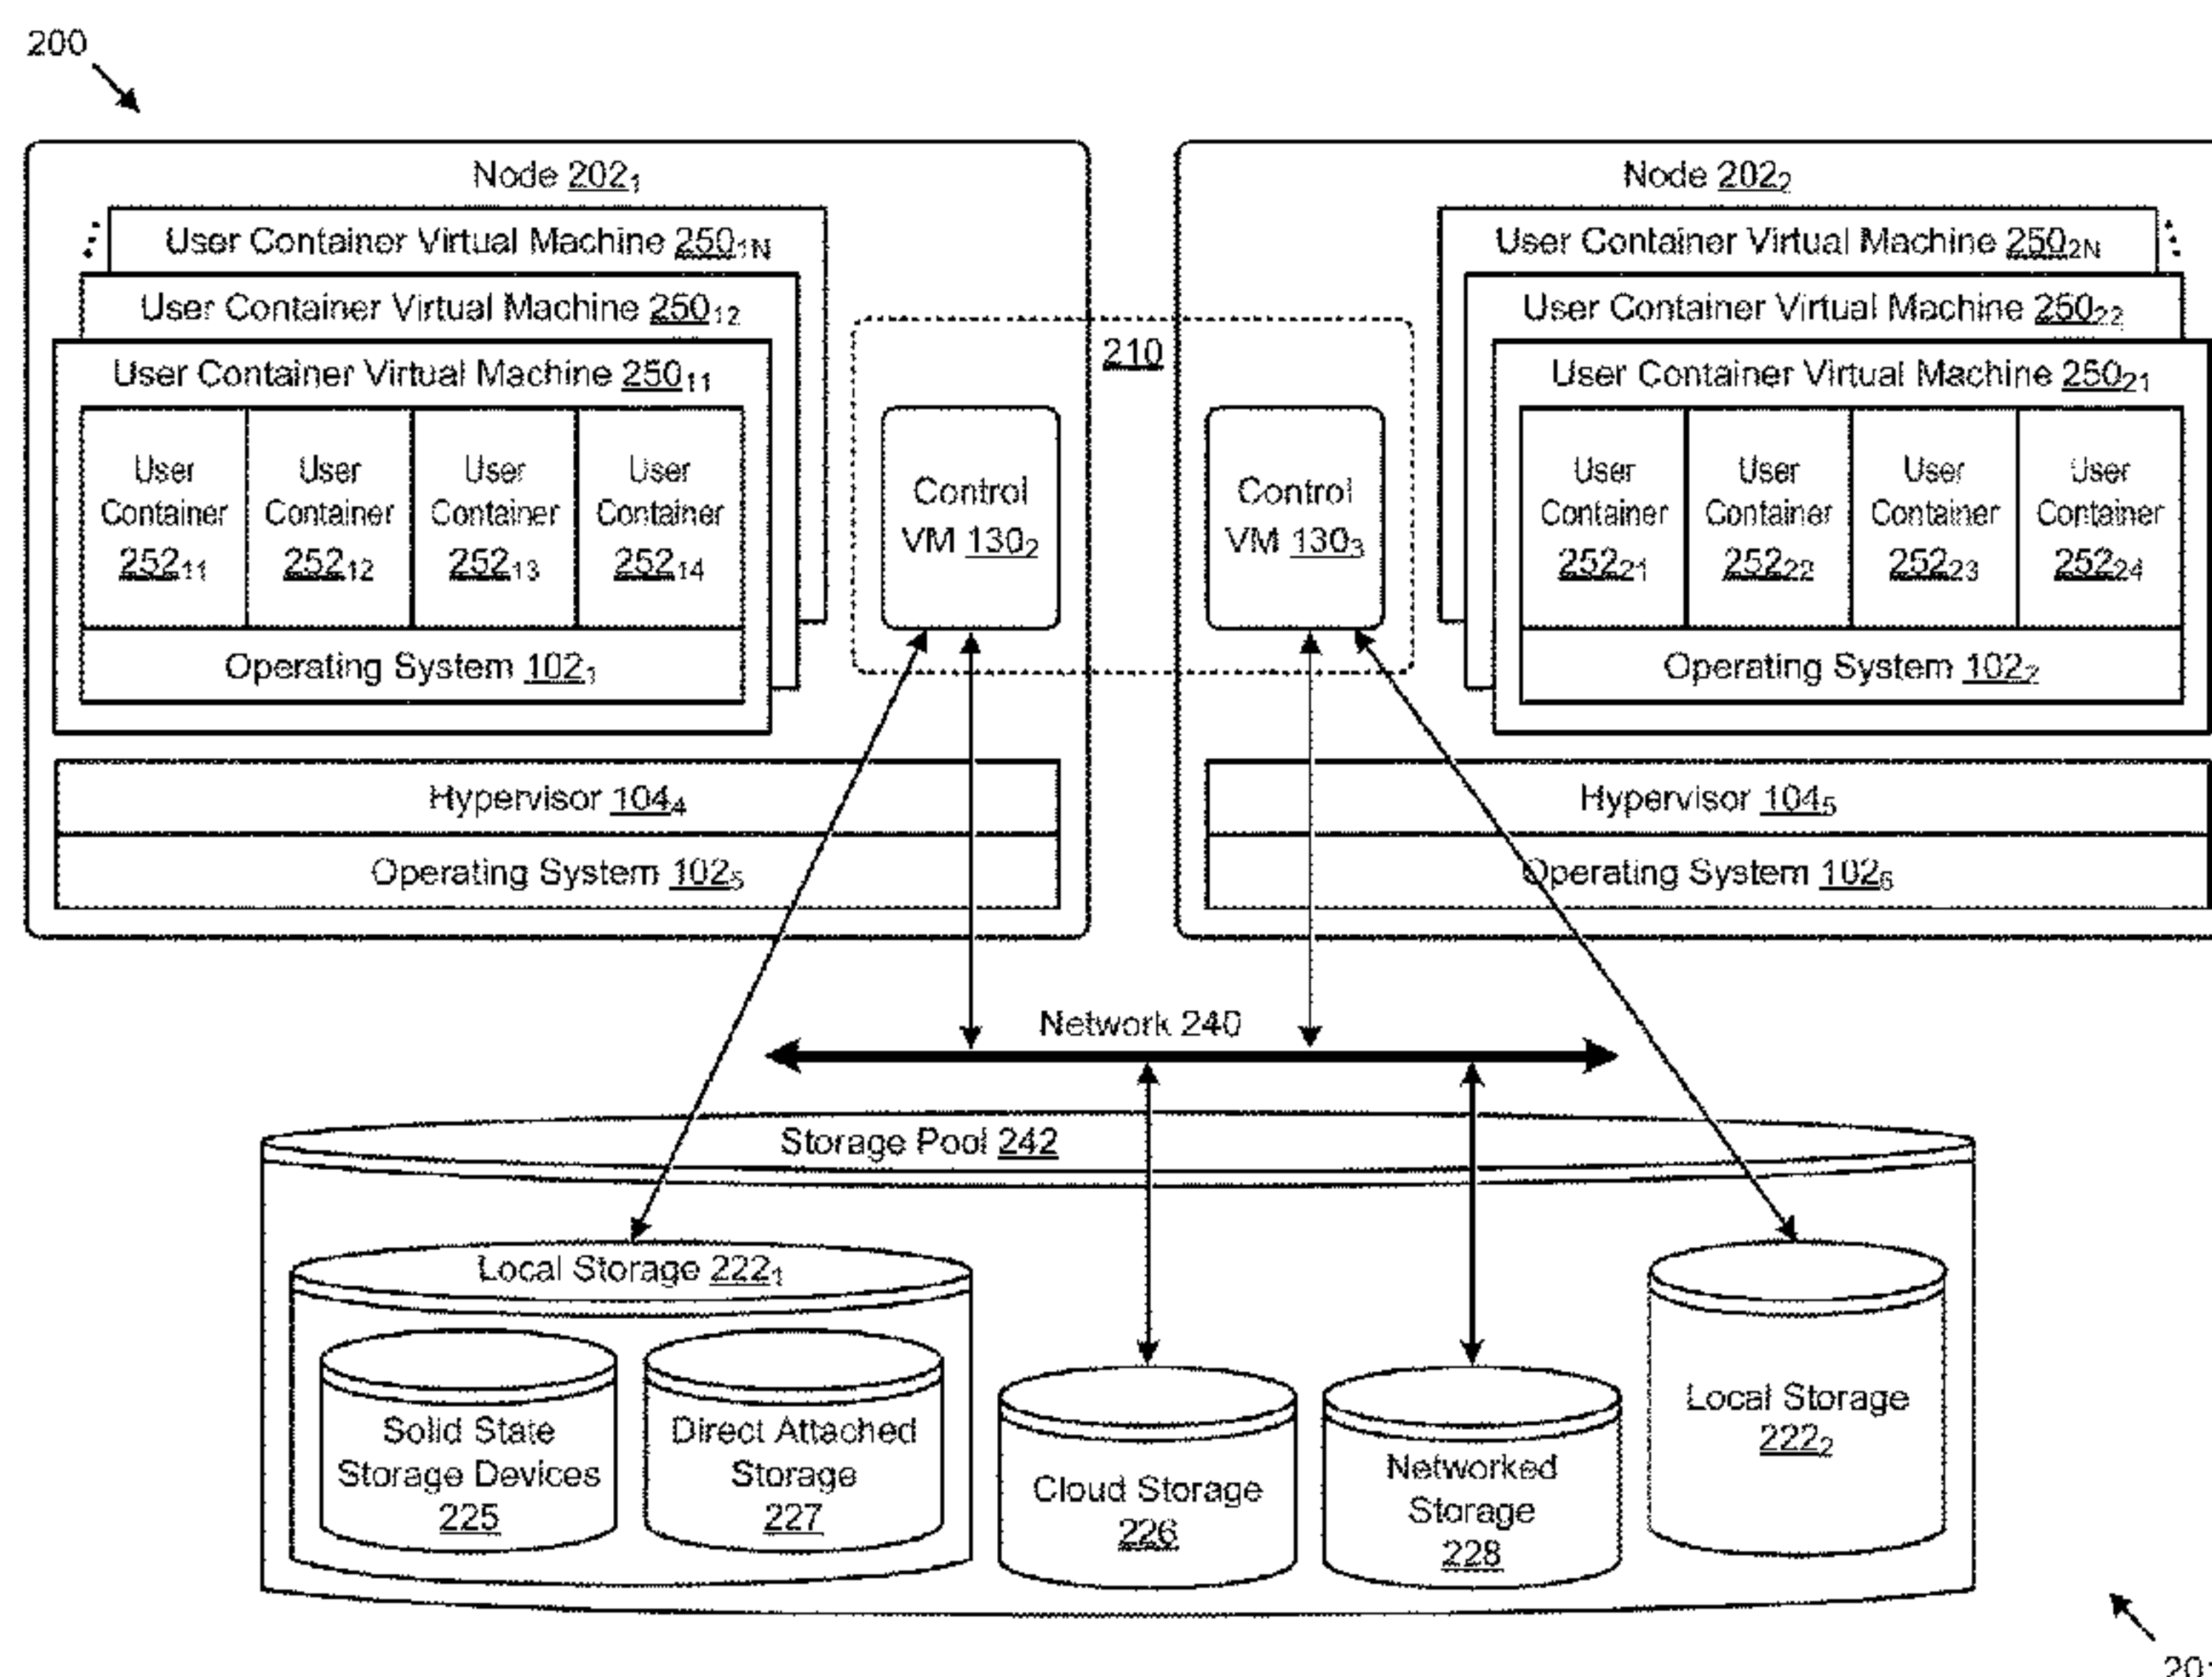 200
Node 202₁
User Container Virtual Machine 250₁N
User Container Virtual Machine 250₁₂
User Container Virtual Machine 250₁₁
User Container 252₁₁
User Container 252₁₂
User Container 252₁₃
User Container 252₁₄
Operating System 102₁
Control
VM 130₂
Hypervisor 104₄
Operating System 102₅
210
Node 202₂
User Container Virtual Machine 250₂N
User Container Virtual Machine 250₂₂
User Container Virtual Machine 250₂₁
Control
VM 130₃
User Container 252₂₁
User Container 252₂₂
User Container 252₂₃
User Container 252₂₄
Operating System 102₂
Hypervisor 104₅
Operating System 102₆
Network 240
Storage Pool 242
Local Storage 222₁
Solid State
Storage Devices
225
Direct Attached
Storage
227
Cloud Storage
226
Networked
Storage
228
Local Storage
222₂